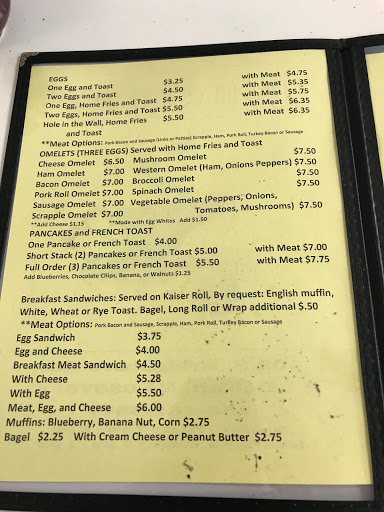 EGGS
One Egg and Toast $3.25 with Meat $4.75
Two Eggs and Toast $4.50 with Meat $5.35
One Egg, Home Fries and Toast $4.75 with Meat $5.75
Two Eggs, Home Fries and Toast $5.50 with Meat $6.35
Hole in the Wall, Home Fries $5.50 with Meat $6.35
and Toast
**Meat Options: Pork Bacon and Sausage (Links or Patties) Scrapple, Ham, Pork Roll, Turkey Bacon or Sausage
OMELETS (THREE EGGS) Served with Home Fries and Toast
Cheese Omelet $6.50 Mushroom Omelet $7.50
Ham Omelet $7.00 Western Omelet (Ham, Onions Peppers) $7.50
Bacon Omelet $7.00 Broccoli Omelet $7.50
Pork Roll Omelet $7.00 Spinach Omelet $7.50
Sausage Omelet $7.00 Vegetable Omelet (Peppers, Onions,
Scrapple Omelet $7.00 Tomatoes, Mushrooms) $7.50
**Add Cheese $1.15 **Made with Egg Whites Add $1.50
PANCAKES and FRENCH TOAST
One Pancake or French Toast $4.00
Short Stack (2) Pancakes or French Toast $5.00 with Meat $7.00
Full Order (3) Pancakes or French Toast $5.50 with Meat $7.75
Add Blueberries, Chocolate Chips, Banana, or Walnuts $1.25
Breakfast Sandwiches: Served on Kaiser Roll, By request: English muffin,
White, Wheat or Rye Toast. Bagel, Long Roll or Wrap additional $.50
**Meat Options: Pork Bacon and Sausage, Scrapple, Ham, Pork Roll, Turkey Bacon or Sausage
Egg Sandwich $3.75
Egg and Cheese $4.00
Breakfast Meat Sandwich $4.50
With Cheese $5.28
With Egg $5.50
Meat, Egg, and Cheese $6.00
Muffins: Blueberry, Banana Nut, Corn $2.75
Bagel $2.25 With Cream Cheese or Peanut Butter $2.75